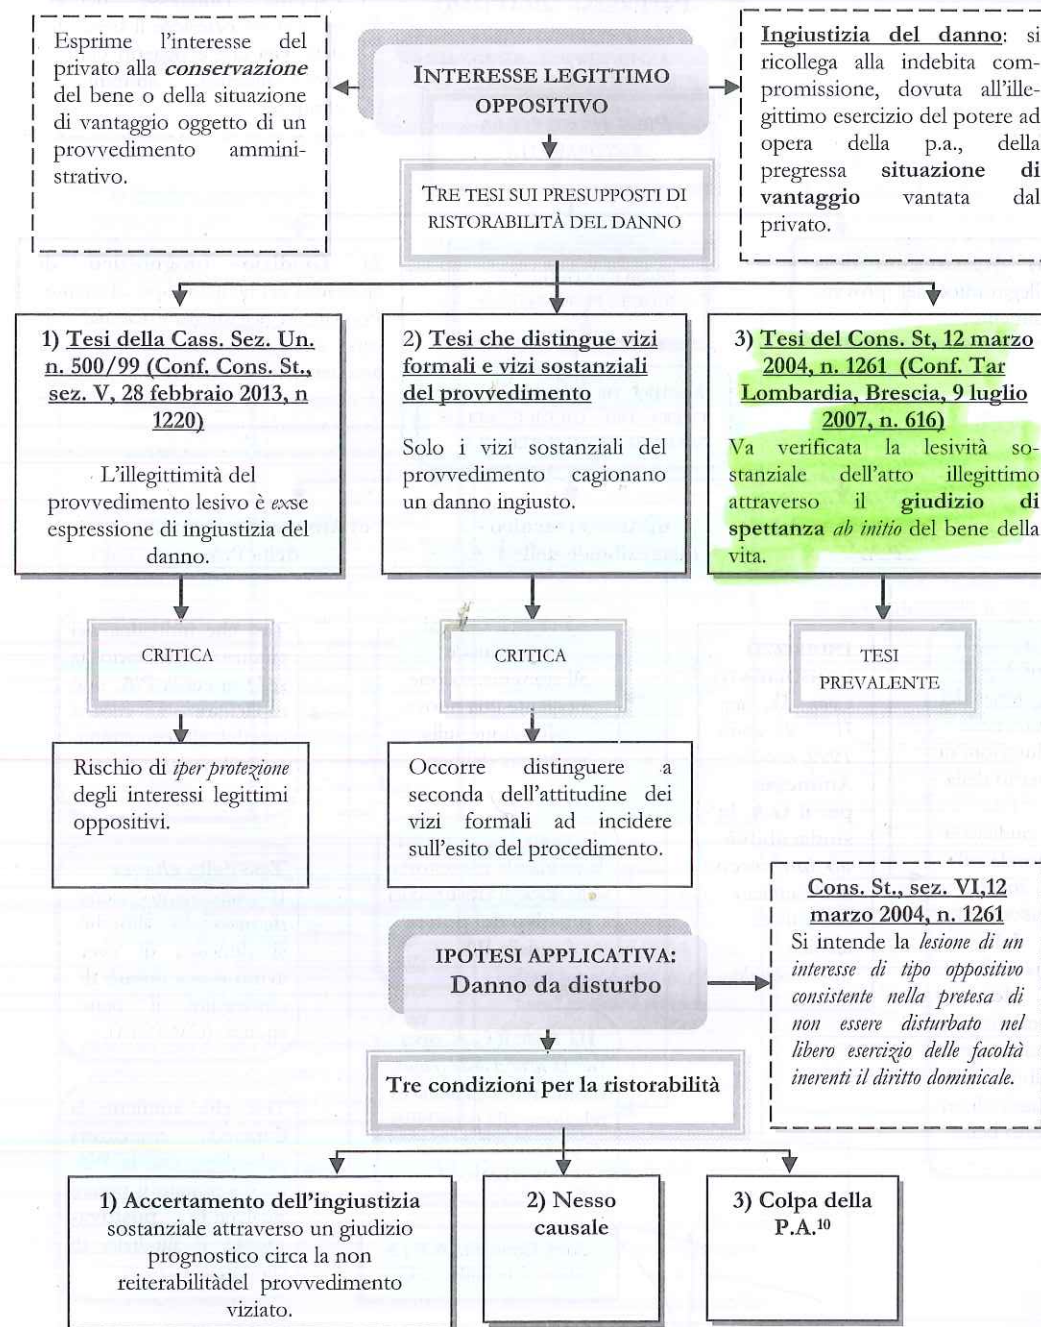 Esprime l'interesse del
privato alla conservazione
del bene o della situazione
di vantaggio oggetto di un
provvedimento ammini-
strativo.
INTERESSE LEGITTIMO
OPPOSITIVO
Ingiustizia del danno: si
ricollega alla indebita com-
promissione, dovuta all'ille-
gittimo esercizio del potere ad
opera della p.a., della
pregressa situazione di
vantaggio vantata dal
privato.
TRE TESI SUI PRESUPPOSTI DI
RISTORABILITÀ DEL DANNO
1) Tesi della Cass. Sez. Un.
n. 500/99 (Conf. Cons. St.,
sez. V, 28 febbraio 2013, n
1220)
L'illegittimità del
provvedimento lesivo è exse
espressione di ingiustizia del
danno.
2) Tesi che distingue vizi
formali e vizi sostanziali
del provvedimento
Solo i vizi sostanziali del
provvedimento cagionano
un danno ingiusto.
3) Tesi del Cons. St, 12 marzo
2004, n. 1261 (Conf. Tar
Lombardia, Brescia, 9 luglio
2007, n. 616)
Va verificata la lesività so-
stanziale dell'atto illegittimo
attraverso il giudizio di
spettanza ab initio del bene della
vita.
CRITICA
CRITICA
TESI
PREVALENTE
Rischio di iper protezione
degli interessi legittimi
oppositivi.
Occorre distinguere a
seconda dell'attitudine dei
vizi formali ad incidere
sull'esito del procedimento.
IPOTESI APPLICATIVA:
Danno da disturbo
Cons. St., sez. VI,12
marzo 2004, n. 1261
Si intende la lesione di un
interesse di tipo oppositivo
consistente nella pretesa di
non essere disturbato nel
libero esercizio delle facoltà
inerenti il diritto dominicale.
Tre condizioni per la ristorabilità
1) Accertamento dell'ingiustizia
sostanziale attraverso un giudizio
prognostico circa la non
reiterabilitàdel provvedimento
viziato.
2) Nesso
causale
3) Colpa della
P.A.¹⁰